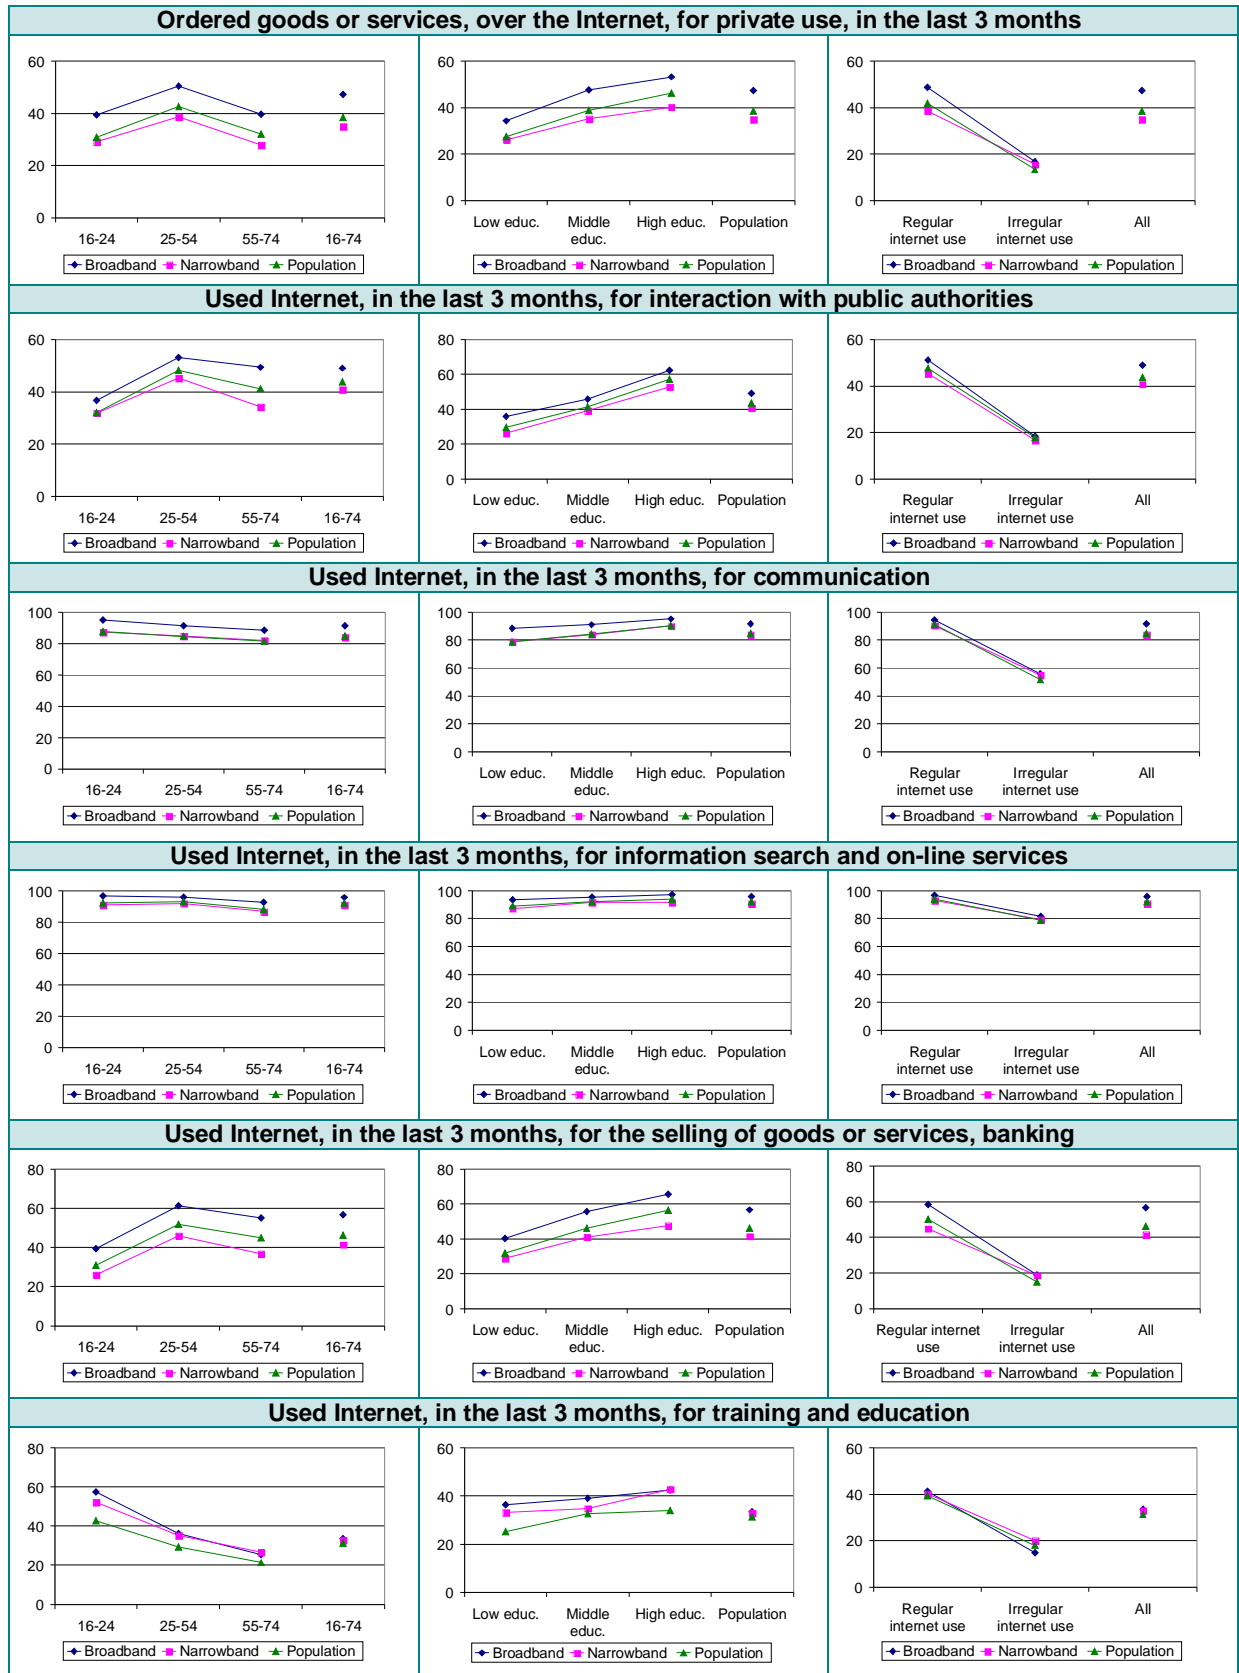 Ordered goods or services, over the Internet, for private use, in the last 3 months
60
40
20
0
16-24 25-54 55-74 16-74
Broadband Narrowband Population
60
40
20
0
Low educ. Middle educ. High educ. Population
Broadband Narrowband Population
60
40
20
0
Regular internet use Irregular internet use All
Broadband Narrowband Population
Used Internet, in the last 3 months, for interaction with public authorities
60
40
20
0
16-24 25-54 55-74 16-74
Broadband Narrowband Population
80
60
40
20
0
Low educ. Middle educ. High educ. Population
Broadband Narrowband Population
60
40
20
0
Regular internet use Irregular internet use All
Broadband Narrowband Population
Used Internet, in the last 3 months, for communication
100
80
60
40
20
0
16-24 25-54 55-74 16-74
Broadband Narrowband Population
100
80
60
40
20
0
Low educ. Middle educ. High educ. Population
Broadband Narrowband Population
100
80
60
40
20
0
Regular internet use Irregular internet use All
Broadband Narrowband Population
Used Internet, in the last 3 months, for information search and on-line services
100
80
60
40
20
0
16-24 25-54 55-74 16-74
Broadband Narrowband Population
100
80
60
40
20
0
Low educ. Middle educ. High educ. Population
Broadband Narrowband Population
100
80
60
40
20
0
Regular internet use Irregular internet use All
Broadband Narrowband Population
Used Internet, in the last 3 months, for the selling of goods or services, banking
80
60
40
20
0
16-24 25-54 55-74 16-74
Broadband Narrowband Population
80
60
40
20
0
Low educ. Middle educ. High educ. Population
Broadband Narrowband Population
80
60
40
20
0
Regular internet use Irregular internet use All
Broadband Narrowband Population
Used Internet, in the last 3 months, for training and education
80
60
40
20
0
16-24 25-54 55-74 16-74
Broadband Narrowband Population
60
40
20
0
Low educ. Middle educ. High educ. Population
Broadband Narrowband Population
60
40
20
0
Regular internet use Irregular internet use All
Broadband Narrowband Population